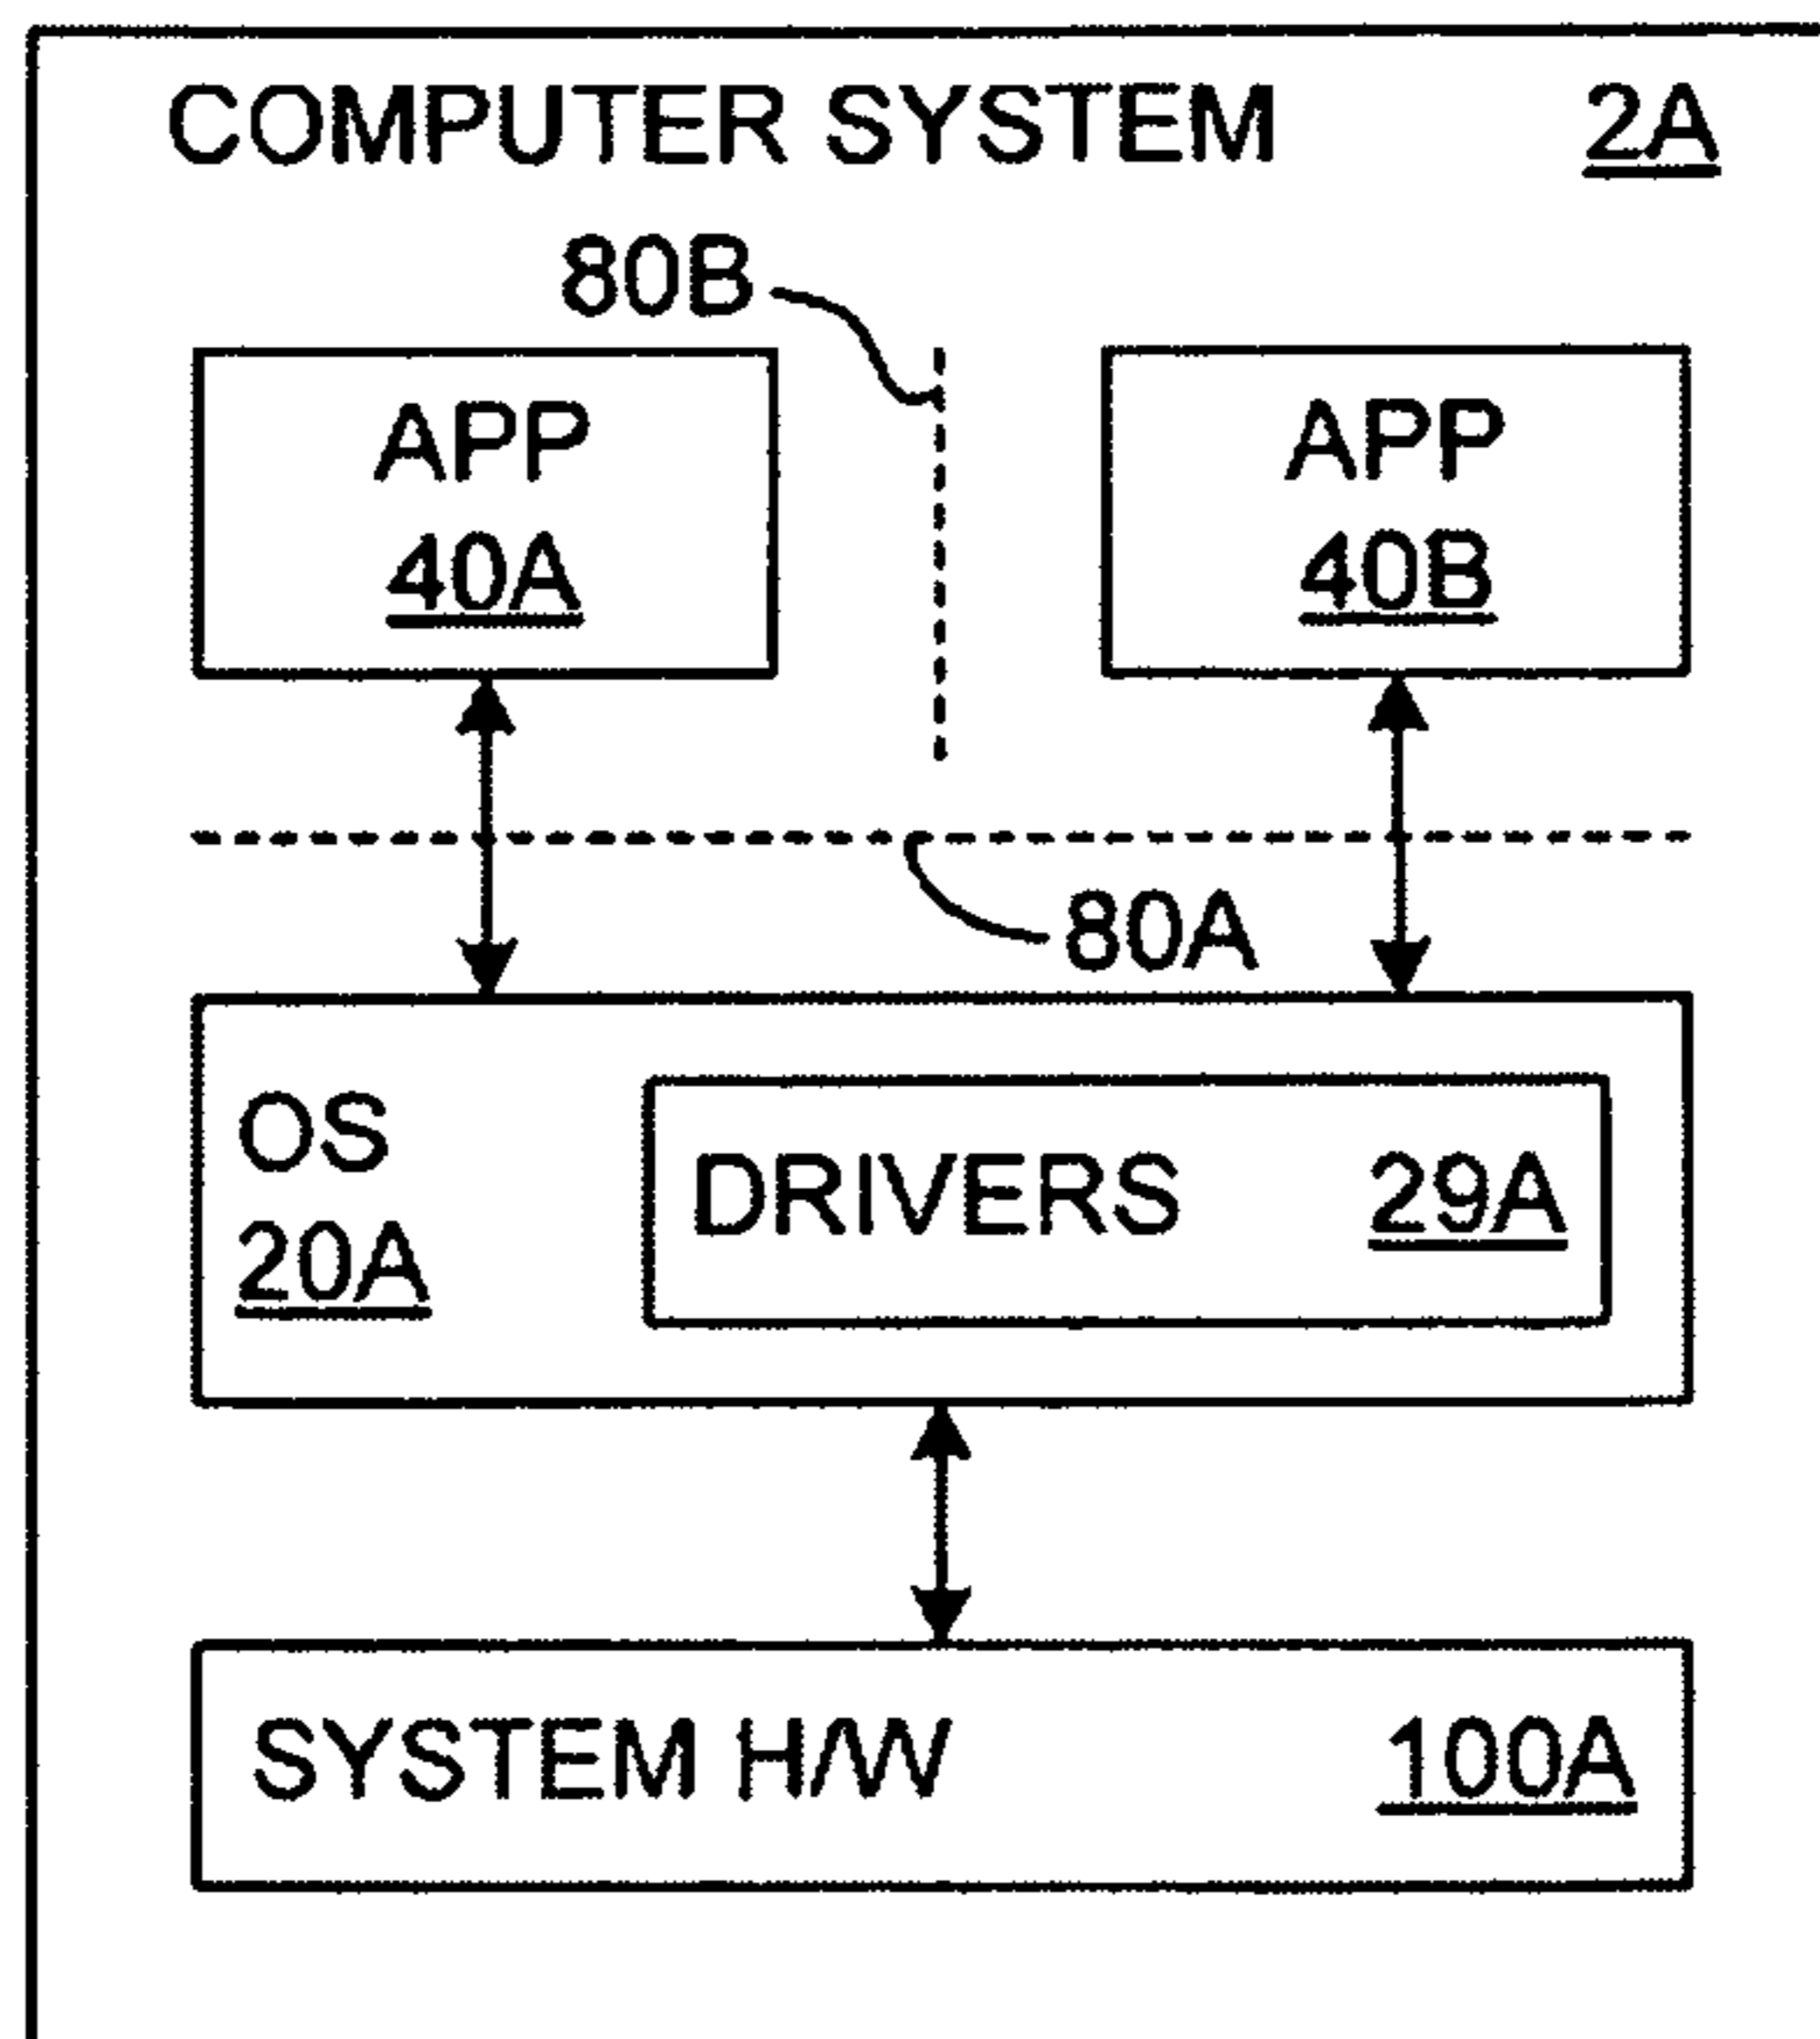 COMPUTER SYSTEM 2A
80B
APP
40A
APP
40B
80A
OS
20A
DRIVERS 29A
SYSTEM H/W 100A